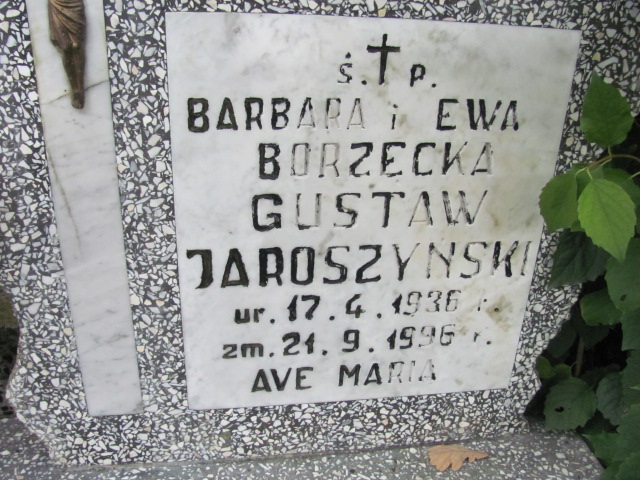 ś. † p.
BARBARA i EWA
BORZECKA
GUSTAW
JAROSZYNSKI
ur. 17. 4. 1936 r.
zm. 21. 9. 1996 r.
AVE MARIA